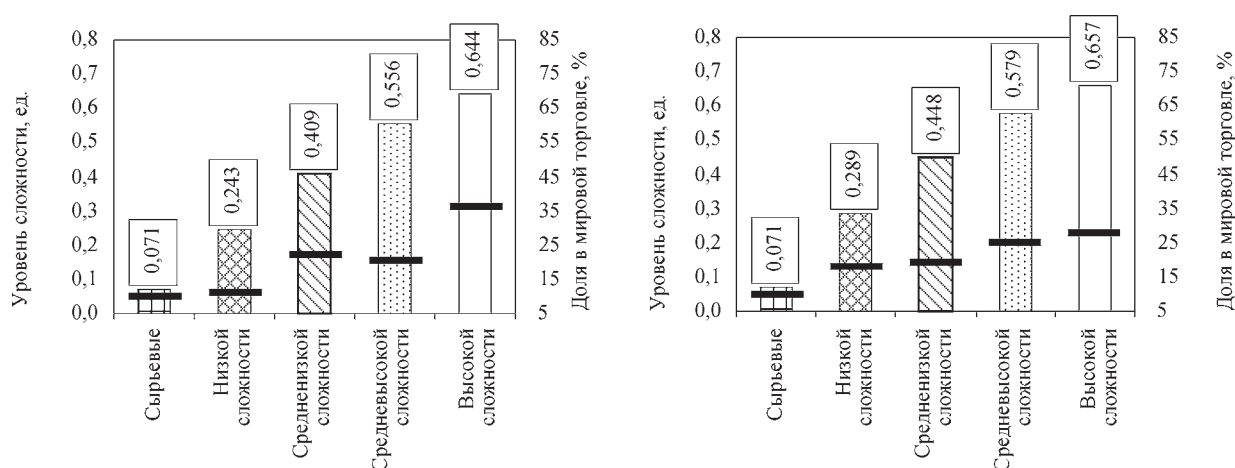 Уровень сложности, ед.
0,8
0,7
0,6
0,5
0,4
0,3
0,2
0,1
0,0
0,071
0,243
0,409
0,556
0,644
85
75
65
55
45
35
25
15
5
Доля в мировой торговле, %
Сырьевые
Низкой
сложности
Средненизкой
сложности
Средневысокой
сложности
Высокой
сложности
Уровень сложности, ед.
0,8
0,7
0,6
0,5
0,4
0,3
0,2
0,1
0,0
0,071
0,289
0,448
0,579
0,657
85
75
65
55
45
35
25
15
5
Доля в мировой торговле, %
Сырьевые
Низкой
сложности
Средненизкой
сложности
Средневысокой
сложности
Высокой
сложности